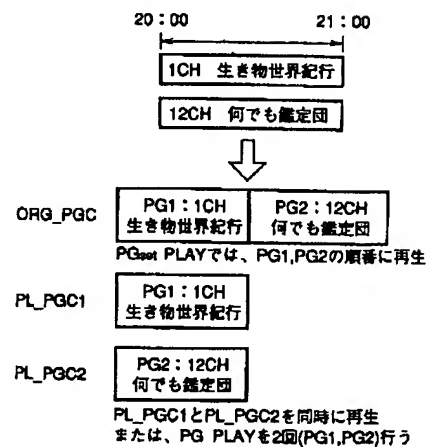 20:00 21:00
1CH 生き物世界紀行
12CH 何でも鑑定団
ORG_PGC
PG1:1CH
生き物世界紀行
PG2:12CH
何でも鑑定団
PGset PLAYでは、PG1,PG2の順番に再生
PL_PGC1
PG1:1CH
生き物世界紀行
PL_PGC2
PG2:12CH
何でも鑑定団
PL_PGC1とPL_PGC2を同時に再生
または、PG PLAYを2回(PG1,PG2)行う